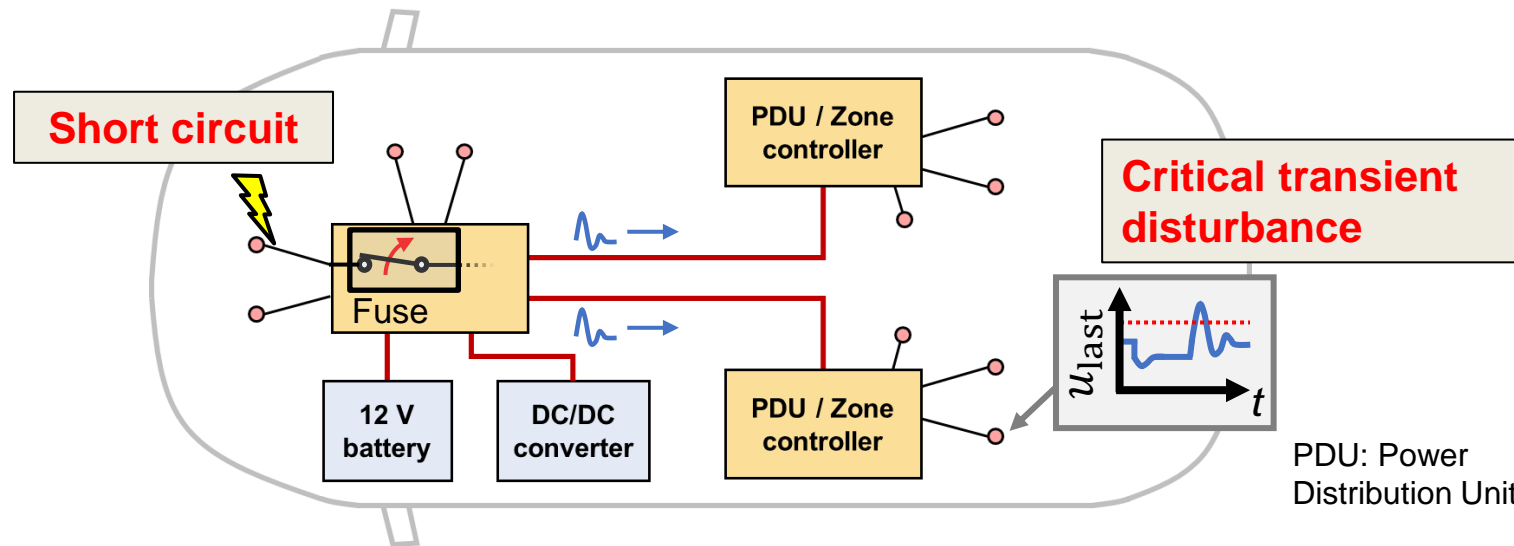 Short circuit
PDU / Zone
controller
Critical transient
disturbance
Fuse
12 V
battery
DC/DC
converter
PDU / Zone
controller
u_last
t
PDU: Power
Distribution Unit